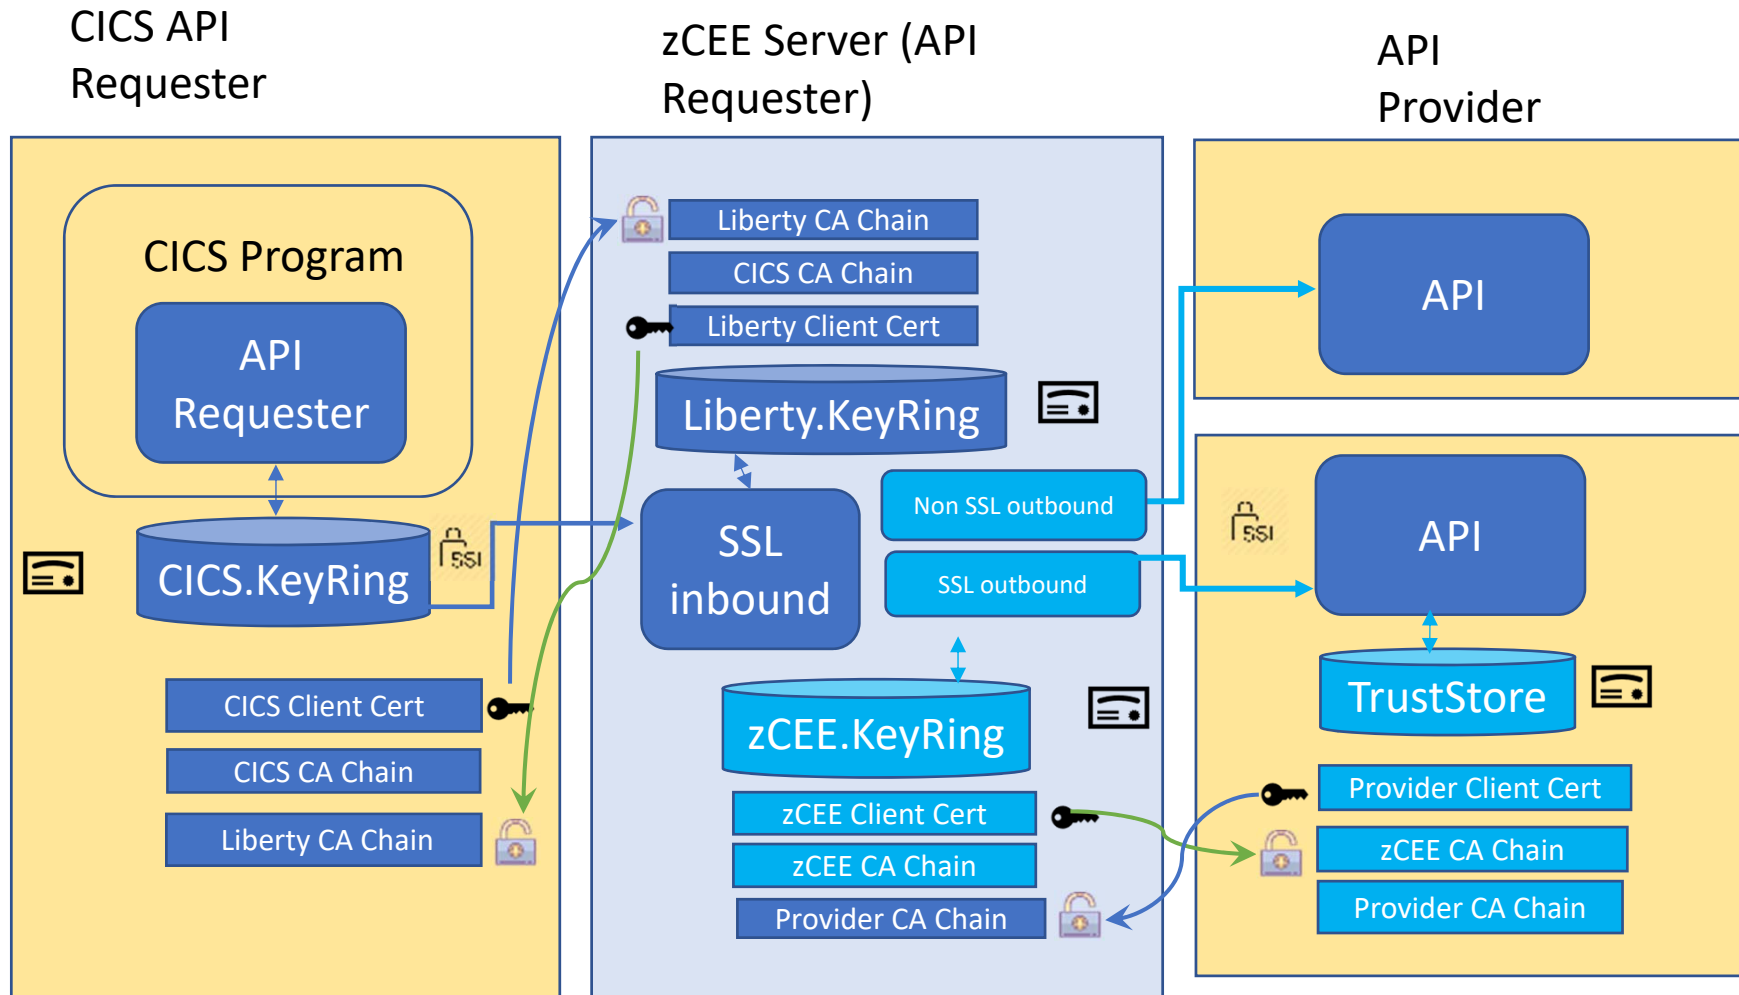 CICS API
Requester
zCEE Server (API
Requester)
API
Provider
CICS Program
API
Requester
CICS.KeyRing
SSI
CICS Client Cert
CICS CA Chain
Liberty CA Chain
Liberty CA Chain
CICS CA Chain
Liberty Client Cert
Liberty.KeyRing
SSL
inbound
Non SSL outbound
SSL outbound
zCEE.KeyRing
zCEE Client Cert
zCEE CA Chain
Provider CA Chain
API
SSI
API
TrustStore
Provider Client Cert
zCEE CA Chain
Provider CA Chain